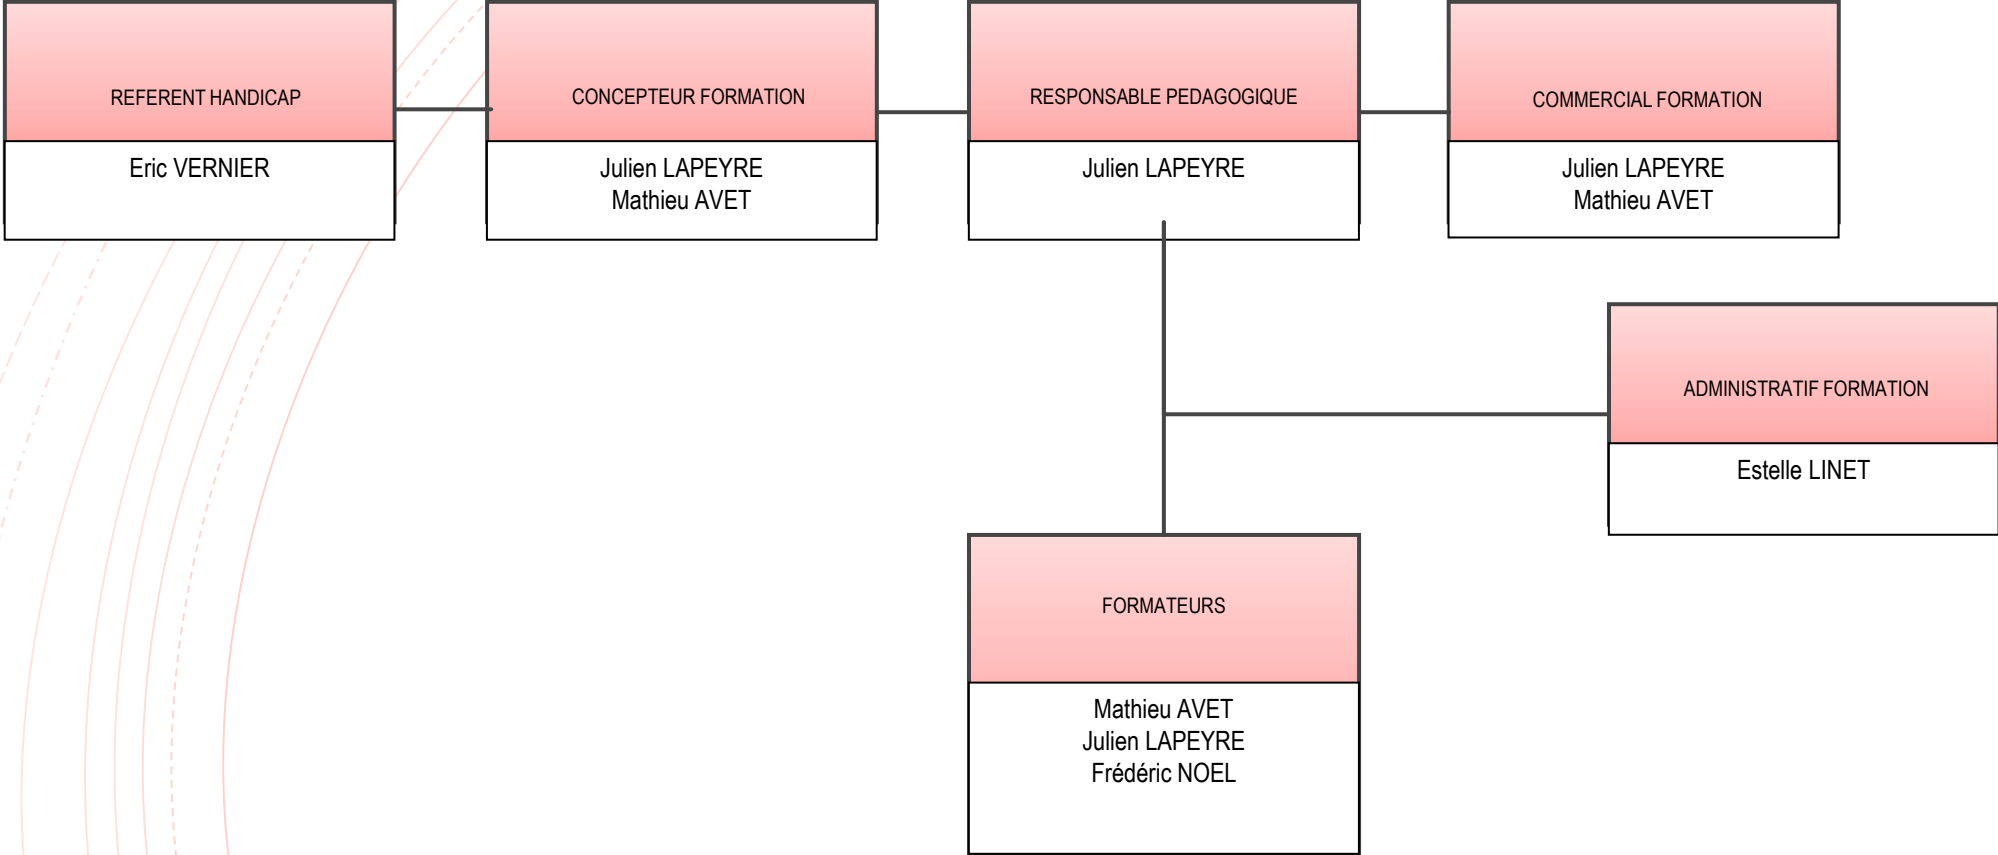 REFERENT HANDICAP
Eric VERNIER
CONCEPTEUR FORMATION
Julien LAPEYRE
Mathieu AVET
RESPONSABLE PEDAGOGIQUE
Julien LAPEYRE
COMMERCIAL FORMATION
Julien LAPEYRE
Mathieu AVET
ADMINISTRATIF FORMATION
Estelle LINET
FORMATEURS
Mathieu AVET
Julien LAPEYRE
Frédéric NOEL